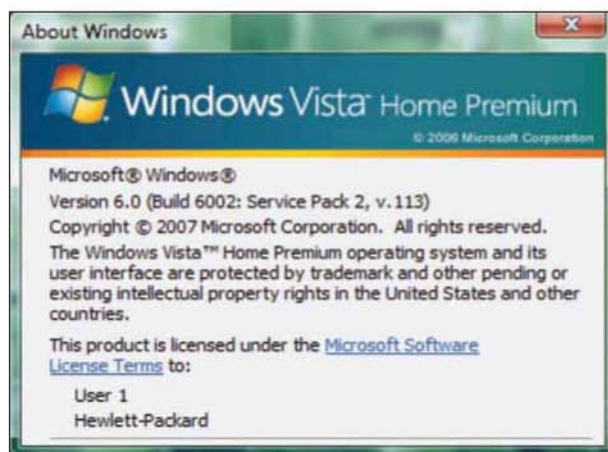 About Windows
Windows Vista™ Home Premium
© 2006 Microsoft Corporation
Microsoft® Windows®
Version 6.0 (Build 6002: Service Pack 2, v.113)
Copyright © 2007 Microsoft Corporation. All rights reserved.
The Windows Vista™ Home Premium operating system and its
user interface are protected by trademark and other pending or
existing intellectual property rights in the United States and other
countries.
This product is licensed under the Microsoft Software
License Terms to:
User 1
Hewlett-Packard